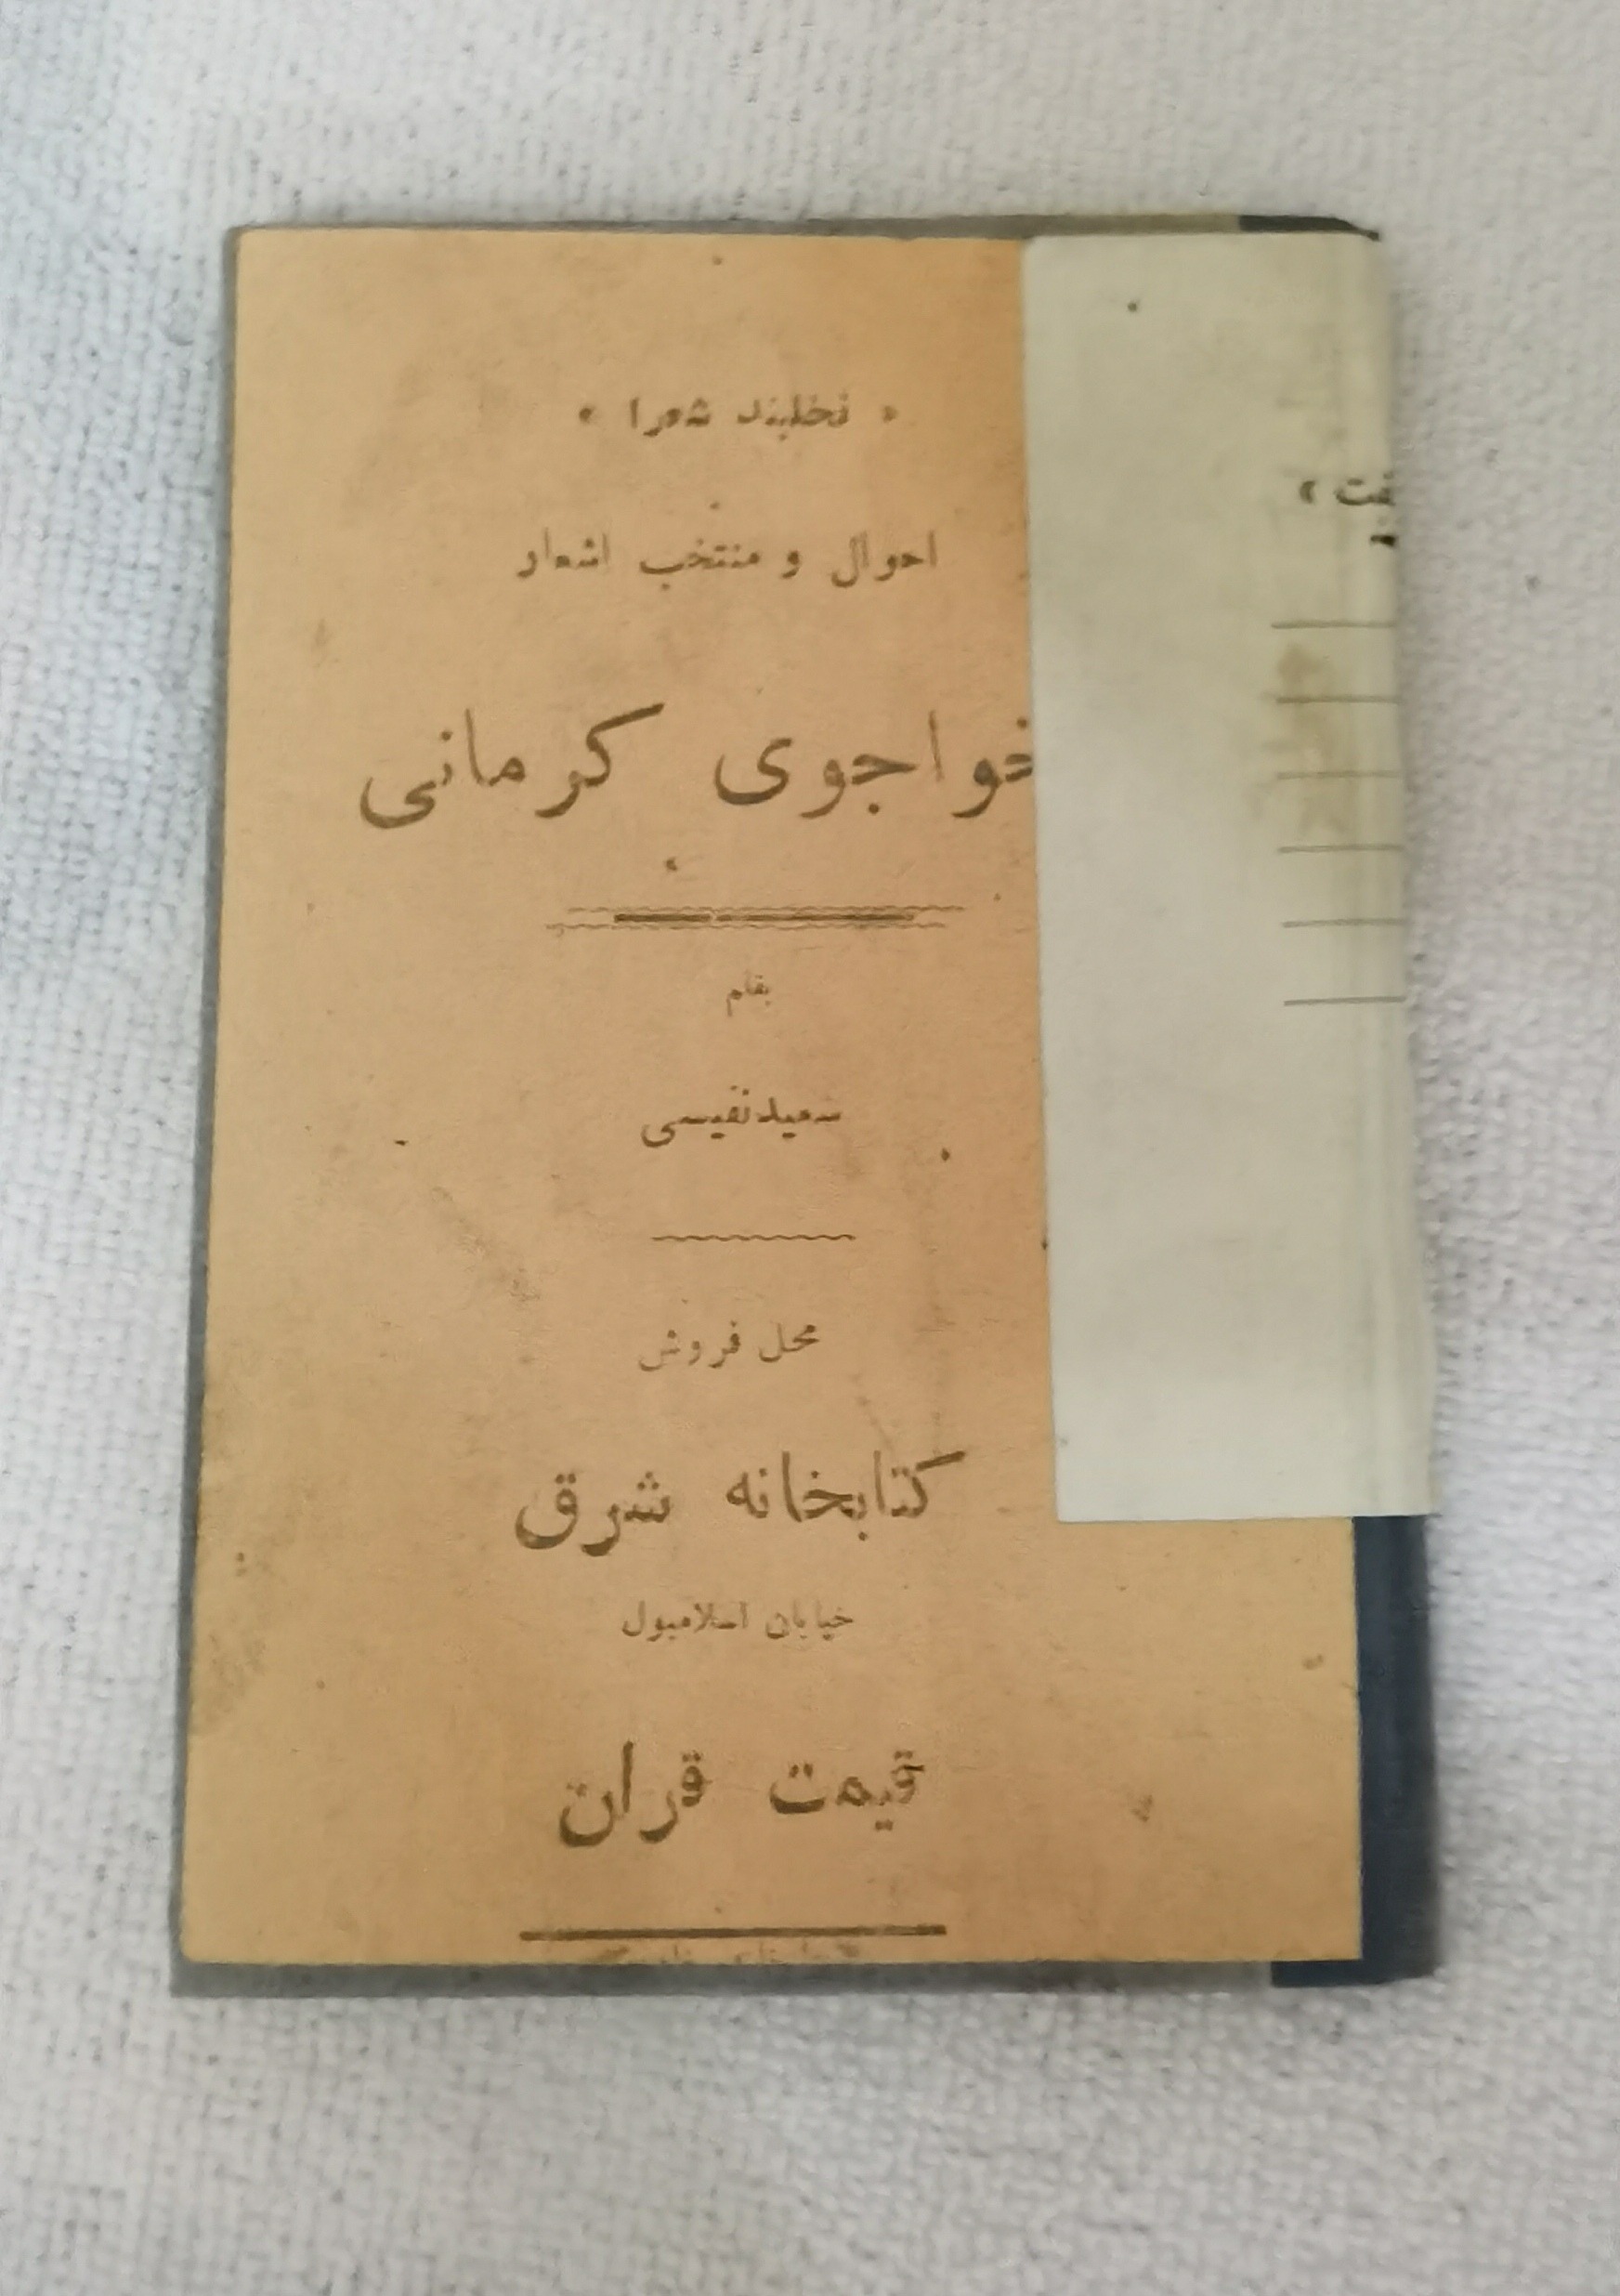 « نخلبند شعرا »
احوال و منتخب اشعار
خواجوی کرمانی
بقلم
سعید نفیسی
محل فروش
کتابخانه شرق
خیابان اسلامبول
قیمت قران